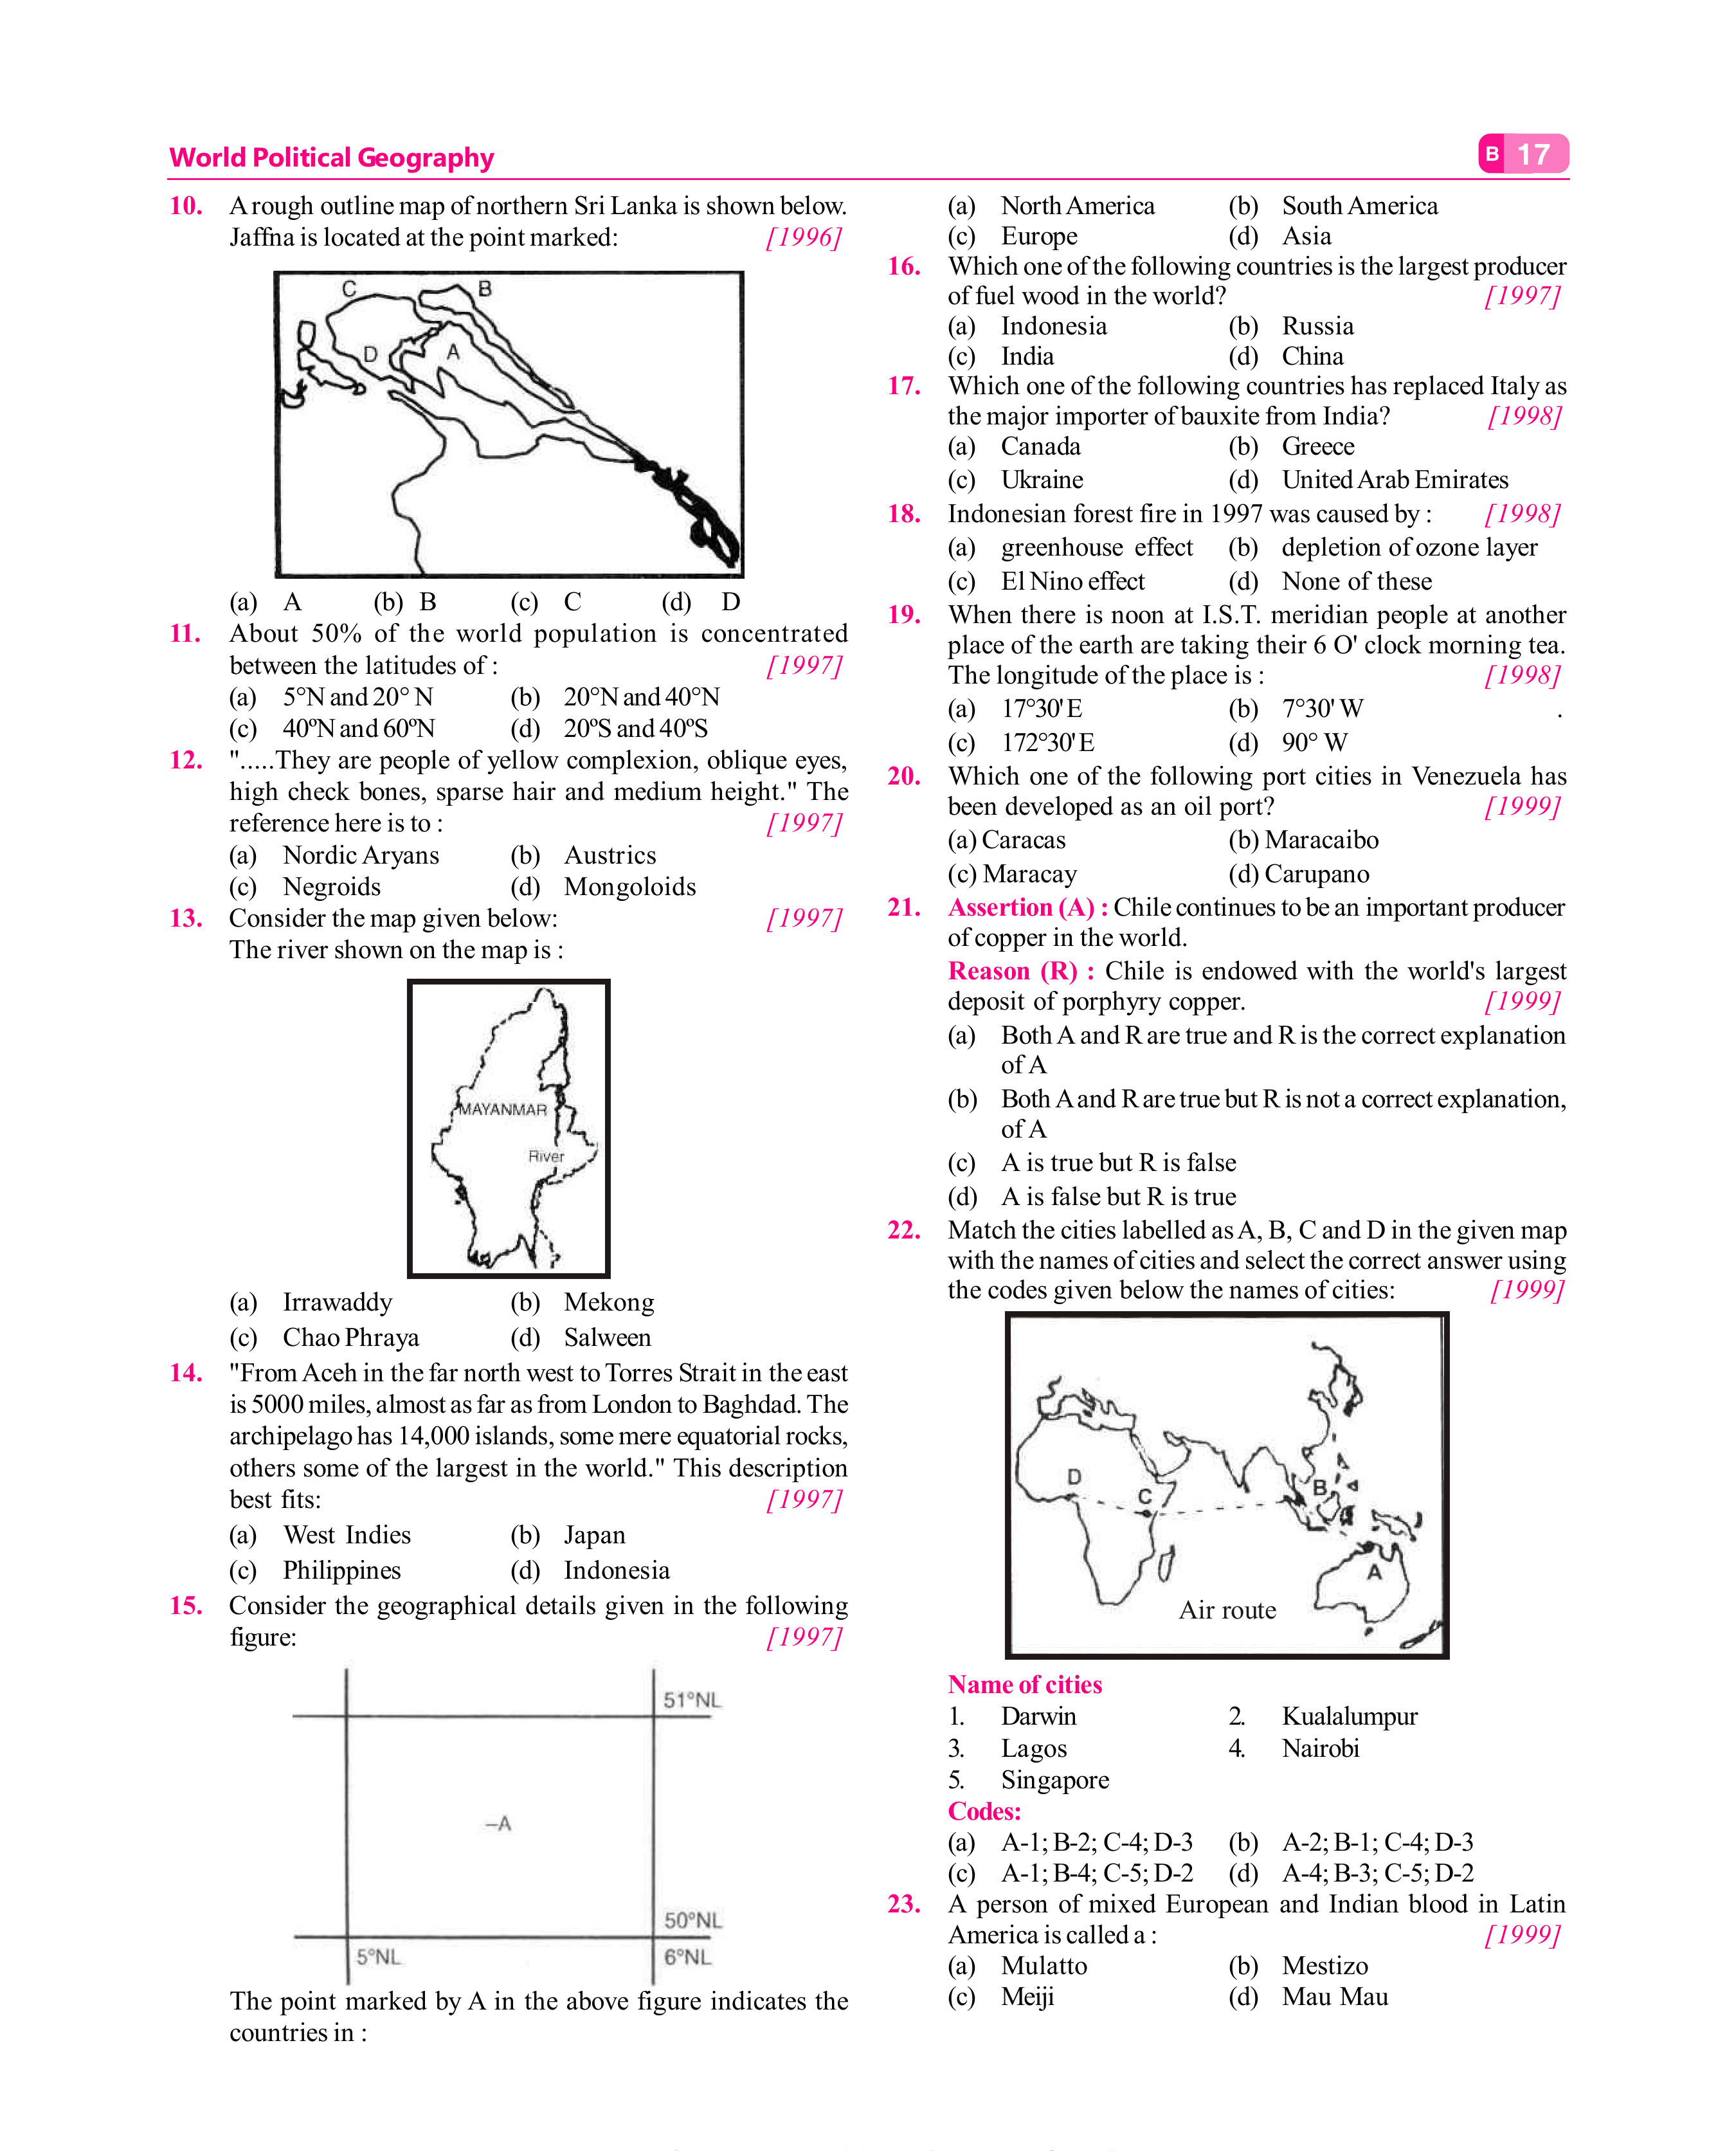 World Political Geography
B 17
10. A rough outline map of northern Sri Lanka is shown below.
Jaffna is located at the point marked: [1996]
C
B
D
A
(a) A (b) B (c) C (d) D
11. About 50% of the world population is concentrated
between the latitudes of : [1997]
(a) 5°N and 20° N (b) 20°N and 40°N
(c) 40ºN and 60ºN (d) 20ºS and 40ºS
12. ".....They are people of yellow complexion, oblique eyes,
high check bones, sparse hair and medium height." The
reference here is to : [1997]
(a) Nordic Aryans (b) Austrics
(c) Negroids (d) Mongoloids
13. Consider the map given below: [1997]
The river shown on the map is :
MAYANMAR
River
(a) Irrawaddy (b) Mekong
(c) Chao Phraya (d) Salween
14. "From Aceh in the far north west to Torres Strait in the east
is 5000 miles, almost as far as from London to Baghdad. The
archipelago has 14,000 islands, some mere equatorial rocks,
others some of the largest in the world." This description
best fits: [1997]
(a) West Indies (b) Japan
(c) Philippines (d) Indonesia
15. Consider the geographical details given in the following
figure: [1997]
51°NL
–A
50°NL
5°NL 6°NL
The point marked by A in the above figure indicates the
countries in :
(a) North America (b) South America
(c) Europe (d) Asia
16. Which one of the following countries is the largest producer
of fuel wood in the world? [1997]
(a) Indonesia (b) Russia
(c) India (d) China
17. Which one of the following countries has replaced Italy as
the major importer of bauxite from India? [1998]
(a) Canada (b) Greece
(c) Ukraine (d) United Arab Emirates
18. Indonesian forest fire in 1997 was caused by : [1998]
(a) greenhouse effect (b) depletion of ozone layer
(c) El Nino effect (d) None of these
19. When there is noon at I.S.T. meridian people at another
place of the earth are taking their 6 O' clock morning tea.
The longitude of the place is : [1998]
(a) 17°30' E (b) 7°30' W .
(c) 172°30' E (d) 90° W
20. Which one of the following port cities in Venezuela has
been developed as an oil port? [1999]
(a) Caracas (b) Maracaibo
(c) Maracay (d) Carupano
21. Assertion (A) : Chile continues to be an important producer
of copper in the world.
Reason (R) : Chile is endowed with the world's largest
deposit of porphyry copper. [1999]
(a) Both A and R are true and R is the correct explanation
of A
(b) Both A and R are true but R is not a correct explanation,
of A
(c) A is true but R is false
(d) A is false but R is true
22. Match the cities labelled as A, B, C and D in the given map
with the names of cities and select the correct answer using
the codes given below the names of cities: [1999]
D
C
B
A
Air route
Name of cities
1. Darwin 2. Kualalumpur
3. Lagos 4. Nairobi
5. Singapore
Codes:
(a) A-1; B-2; C-4; D-3 (b) A-2; B-1; C-4; D-3
(c) A-1; B-4; C-5; D-2 (d) A-4; B-3; C-5; D-2
23. A person of mixed European and Indian blood in Latin
America is called a : [1999]
(a) Mulatto (b) Mestizo
(c) Meiji (d) Mau Mau